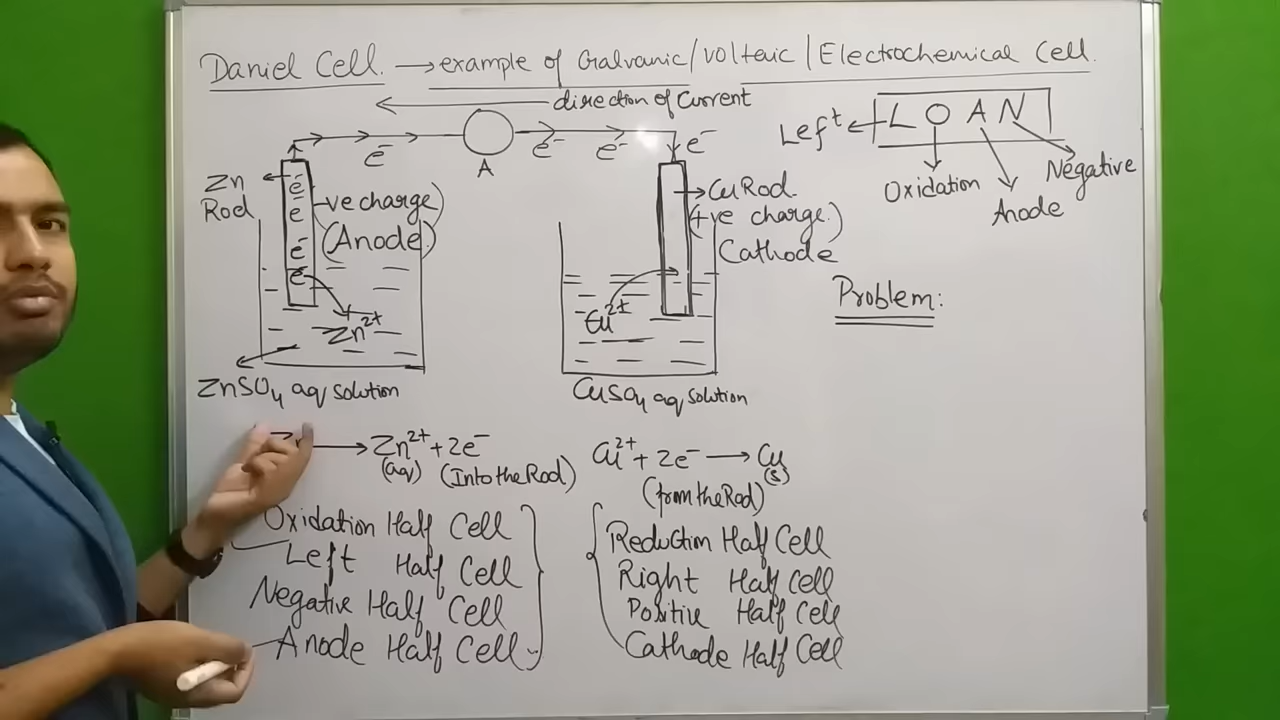 Daniel Cell. → example of Galvanic/Volteuic/Electrochemical Cell.
direction of Current
e⁻ A e⁻ e⁻ e⁻
Left ← L O A N
Oxidation
Anode
Negative
Zn
Rod
e⁻
e⁻
e⁻
e⁻
-ve charge)
(Anode)
Zn²⁺
ZnSO₄ aq solution
Cu Rod.
(+ve charge.)
Cathode
Cu²⁺
CuSO₄ aq solution
Problem:
Zn → Zn²⁺ + 2e⁻
(aq) (Into the Rod)
Cu²⁺ + 2e⁻ → Cu
(s)
(from the Rod)
Oxidation Half Cell
Left Half Cell
Negative Half Cell
Anode Half Cell
Reduction Half Cell
Right Half Cell
Positive Half Cell
Cathode Half Cell